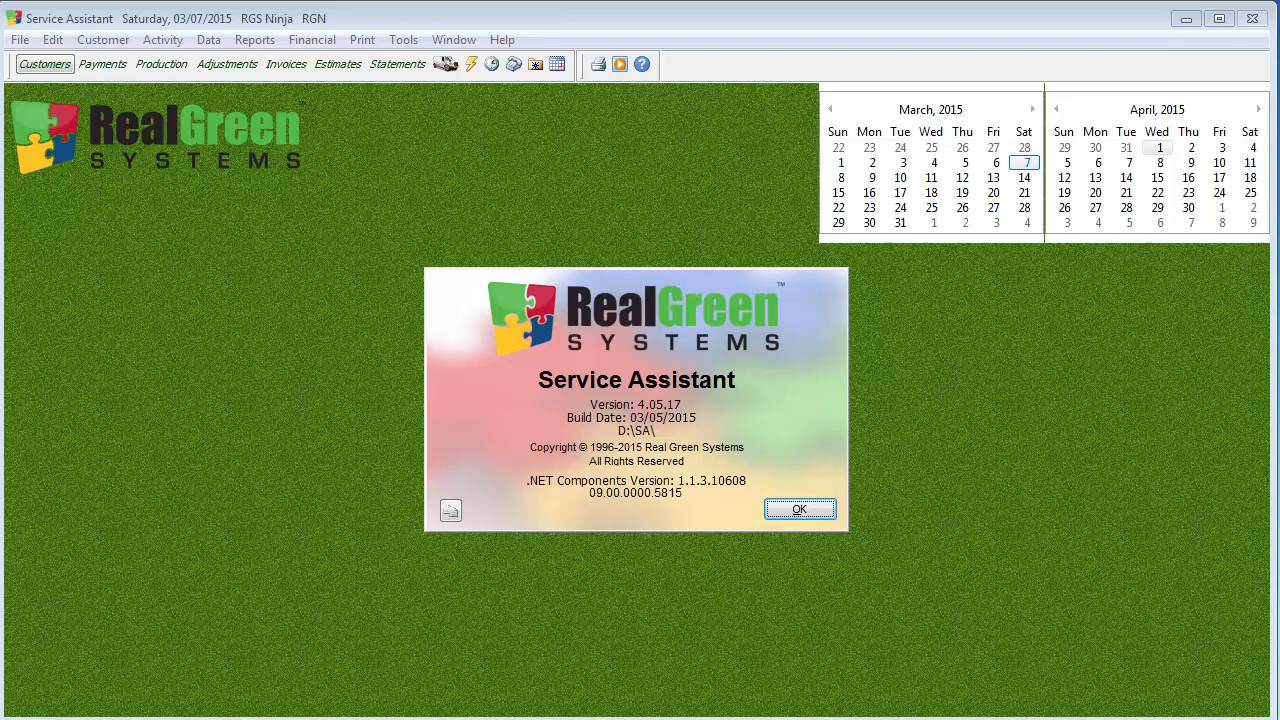 Service Assistant Saturday, 03/07/2015 RGS Ninja RGN
File Edit Customer Activity Data Reports Financial Print Tools Window Help
Customers Payments Production Adjustments Invoices Estimates Statements
RealGreen
SYSTEMS
March, 2015
Sun Mon Tue Wed Thu Fri Sat
22 23 24 25 26 27 28
1 2 3 4 5 6 7
8 9 10 11 12 13 14
15 16 17 18 19 20 21
22 23 24 25 26 27 28
29 30 31 1 2 3 4
April, 2015
Sun Mon Tue Wed Thu Fri Sat
29 30 31 1 2 3 4
5 6 7 8 9 10 11
12 13 14 15 16 17 18
19 20 21 22 23 24 25
26 27 28 29 30 1 2
3 4 5 6 7 8 9
RealGreen™
SYSTEMS
Service Assistant
Version: 4.05.17
Build Date: 03/05/2015
D:\SA\
Copyright © 1996-2015 Real Green Systems
All Rights Reserved
.NET Components Version: 1.1.3.10608
09.00.0000.5815
OK